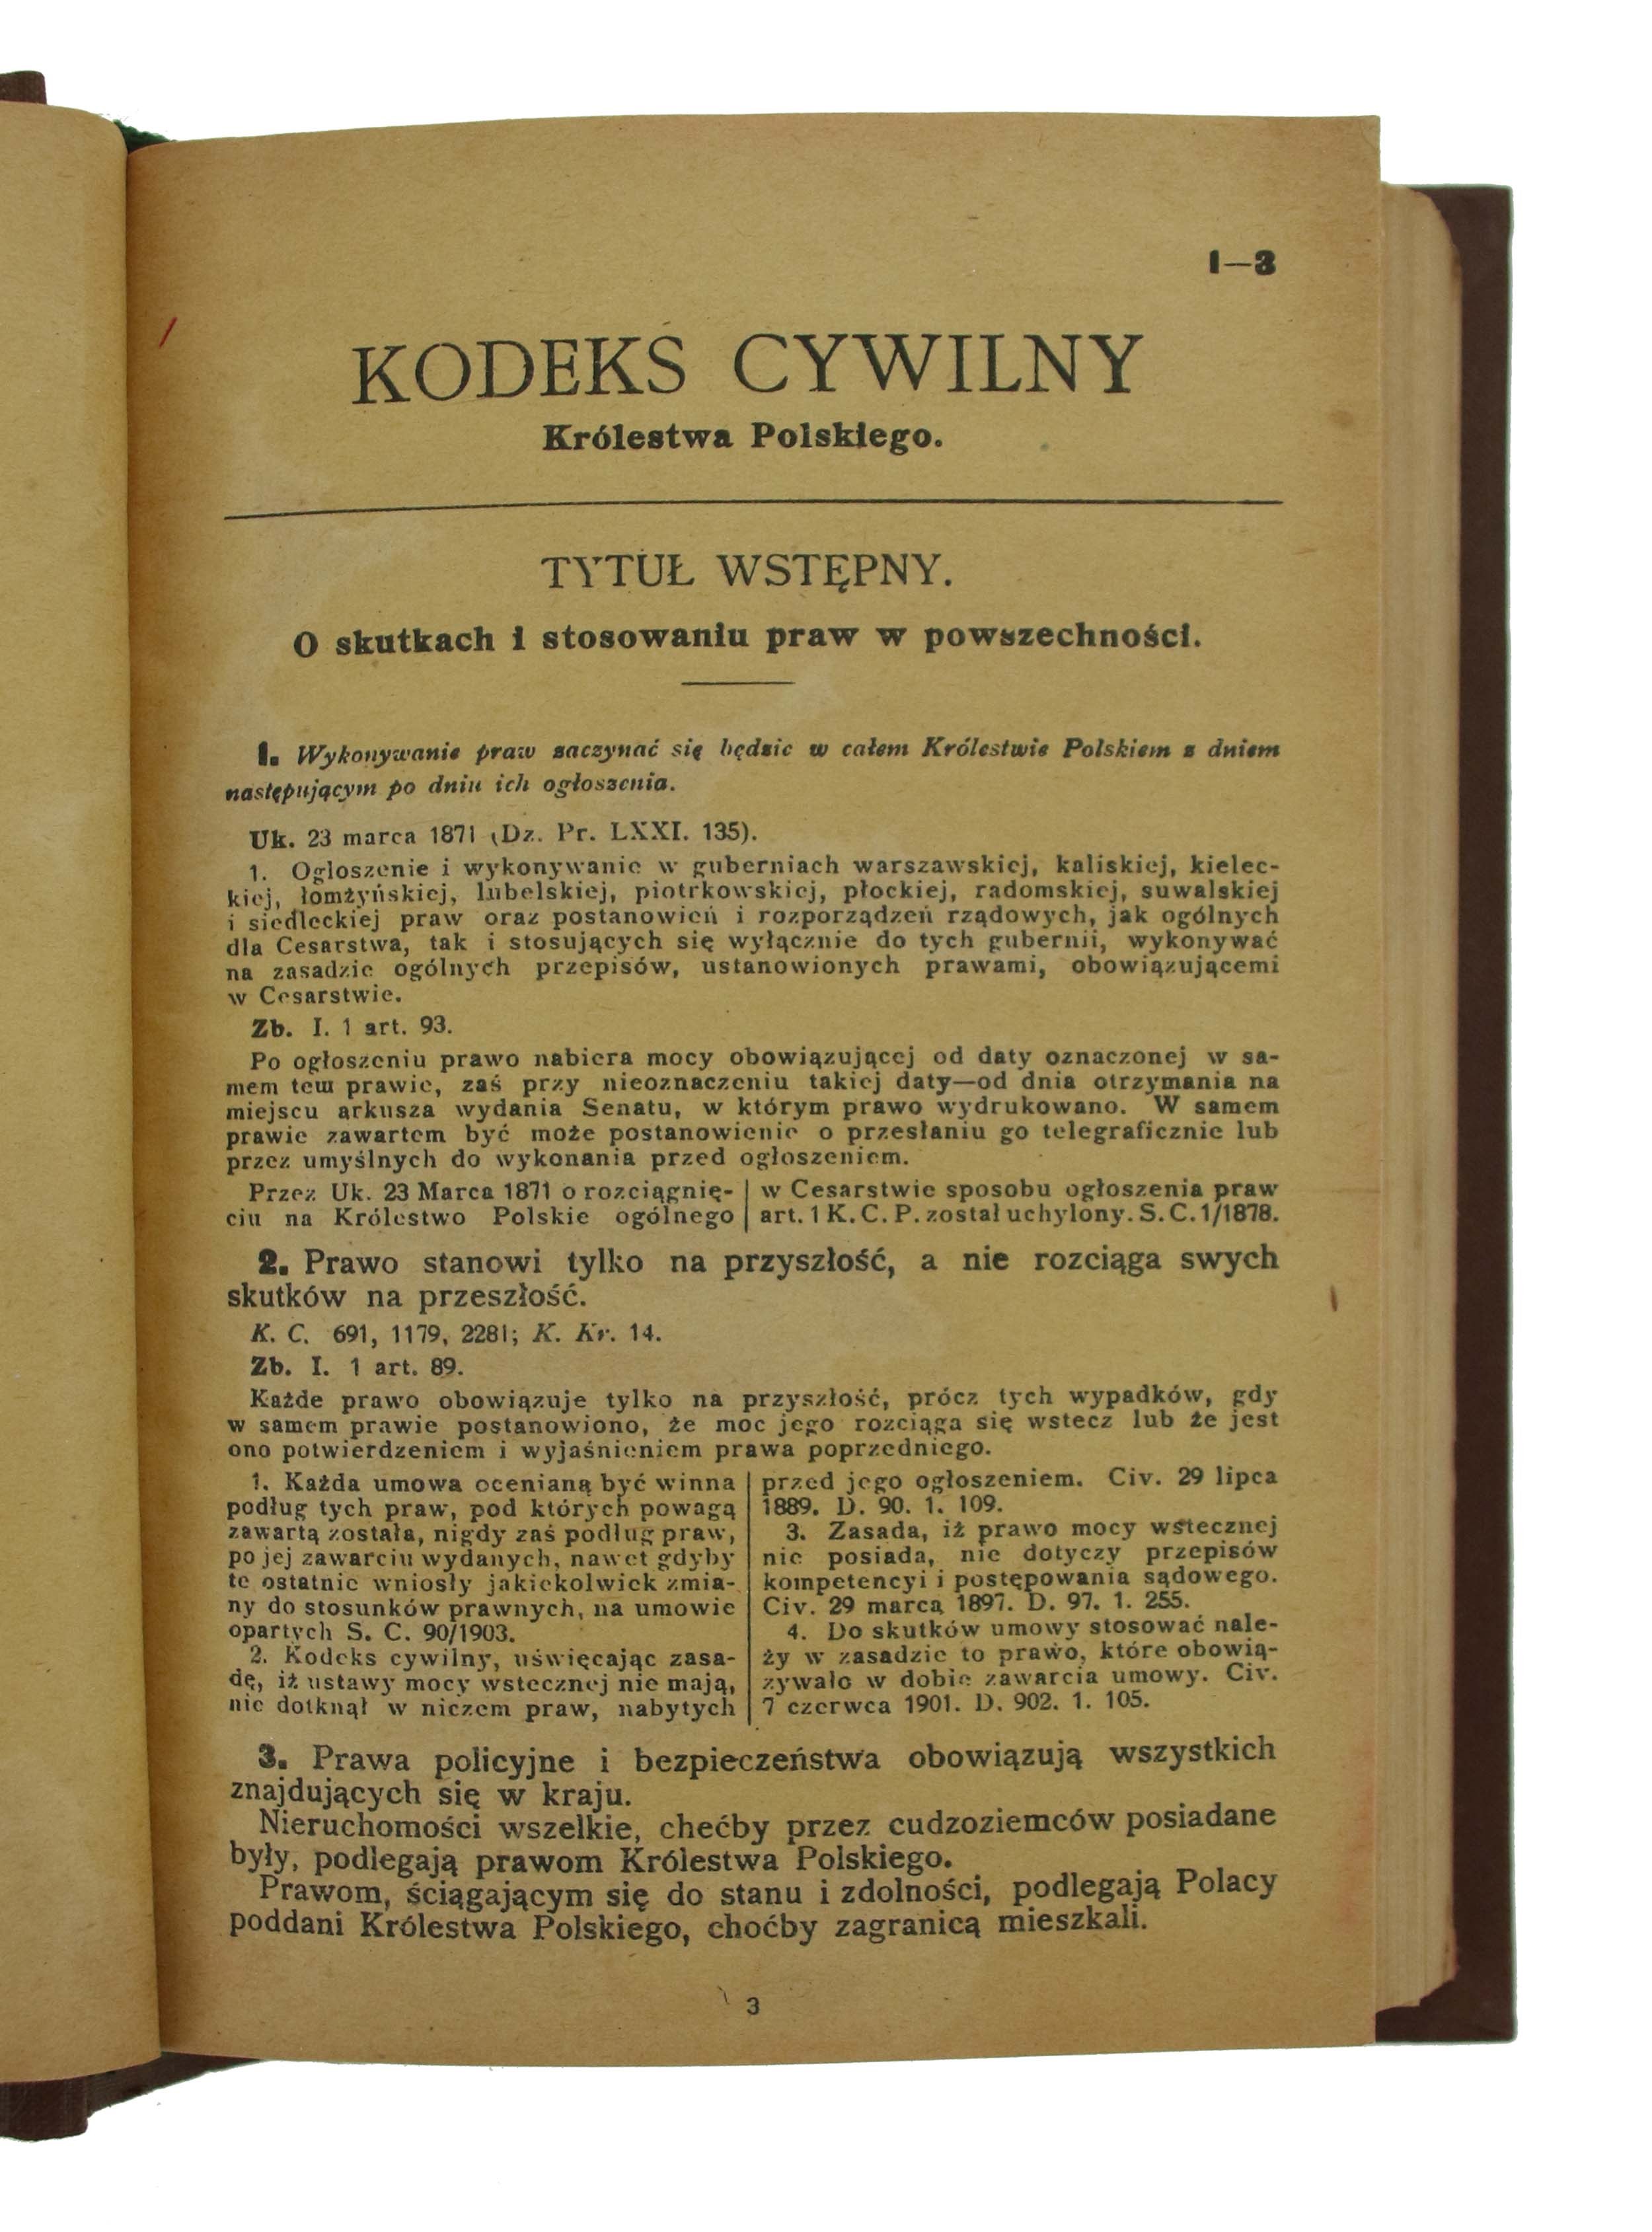 1—3
KODEKS CYWILNY
Królestwa Polskiego.
TYTUŁ WSTĘPNY.
O skutkach i stosowaniu praw w powszechności.
1. Wykonywanie praw zaczynać się będzie w całem Królestwie Polskiem z dniem
następującym po dniu ich ogłoszenia.
Uk. 23 marca 1871 (Dz. Pr. LXXI. 135).
1. Ogłoszenie i wykonywanie w guberniach warszawskiej, kaliskiej, kielec-
kiej, łomżyńskiej, lubelskiej, piotrkowskiej, płockiej, radomskiej, suwalskiej
i siedleckiej praw oraz postanowień i rozporządzeń rządowych, jak ogólnych
dla Cesarstwa, tak i stosujących się wyłącznie do tych gubernii, wykonywać
na zasadzie ogólnych przepisów, ustanowionych prawami, obowiązującemi
w Cesarstwie.
Zb. I. 1 art. 93.
Po ogłoszeniu prawo nabiera mocy obowiązującej od daty oznaczonej w sa-
mem tem prawie, zaś przy nieoznaczeniu takiej daty—od dnia otrzymania na
miejscu arkusza wydania Senatu, w którym prawo wydrukowano. W samem
prawie zawartem być może postanowienie o przesłaniu go telegraficznie lub
przez umyślnych do wykonania przed ogłoszeniem.
Przez Uk. 23 Marca 1871 o rozciągnię-
ciu na Królestwo Polskie ogólnego
w Cesarstwie sposobu ogłoszenia praw
art. 1 K. C. P. został uchylony. S. C. 1/1878.
2. Prawo stanowi tylko na przyszłość, a nie rozciąga swych
skutków na przeszłość.
K. C. 691, 1179, 2281; K. Kr. 14.
Zb. I. 1 art. 89.
Każde prawo obowiązuje tylko na przyszłość, prócz tych wypadków, gdy
w samem prawie postanowiono, że moc jego rozciąga się wstecz lub że jest
ono potwierdzeniem i wyjaśnieniem prawa poprzedniego.
1. Każda umowa ocenianą być winna
podług tych praw, pod których powagą
zawartą została, nigdy zaś podług praw,
po jej zawarciu wydanych, nawet gdyby
te ostatnie wniosły jakiekolwiek zmia-
ny do stosunków prawnych, na umowie
opartych S. C. 90/1903.
2. Kodeks cywilny, uświęcając zasa-
dę, iż ustawy mocy wstecznej nie mają,
nie dotknął w niczem praw, nabytych
przed jego ogłoszeniem. Civ. 29 lipca
1889. D. 90. 1. 109.
3. Zasada, iż prawo mocy wstecznej
nie posiada, nie dotyczy przepisów
kompetencyi i postępowania sądowego.
Civ. 29 marca 1897. D. 97. 1. 255.
4. Do skutków umowy stosować nale-
ży w zasadzie to prawo, które obowią-
zywało w dobie zawarcia umowy. Civ.
7 czerwca 1901. D. 902. 1. 105.
3. Prawa policyjne i bezpieczeństwa obowiązują wszystkich
znajdujących się w kraju.
Nieruchomości wszelkie, chećby przez cudzoziemców posiadane
były, podlegają prawom Królestwa Polskiego.
Prawom, ściągającym się do stanu i zdolności, podlegają Polacy
poddani Królestwa Polskiego, choćby zagranicą mieszkali.
3